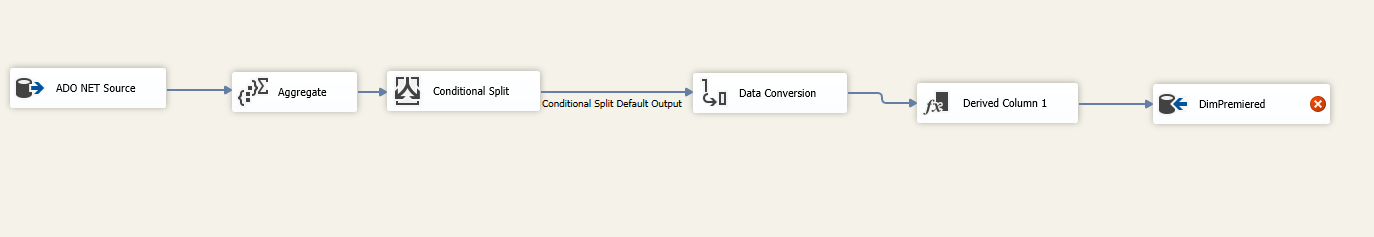 ADO NET Source
Aggregate
Conditional Split
Conditional Split Default Output
Data Conversion
Derived Column 1
DimPremiered